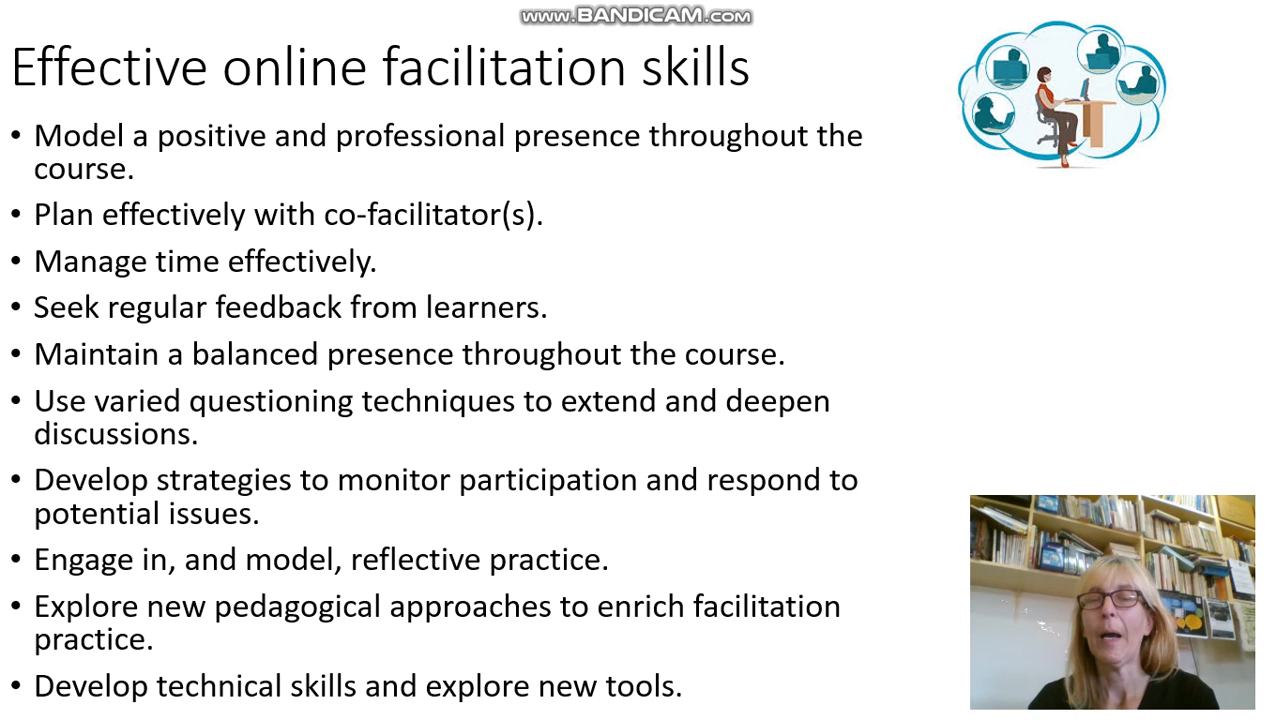 www.BANDICAM.com
Effective online facilitation skills
• Model a positive and professional presence throughout the
course.
• Plan effectively with co-facilitator(s).
• Manage time effectively.
• Seek regular feedback from learners.
• Maintain a balanced presence throughout the course.
• Use varied questioning techniques to extend and deepen
discussions.
• Develop strategies to monitor participation and respond to
potential issues.
• Engage in, and model, reflective practice.
• Explore new pedagogical approaches to enrich facilitation
practice.
• Develop technical skills and explore new tools.